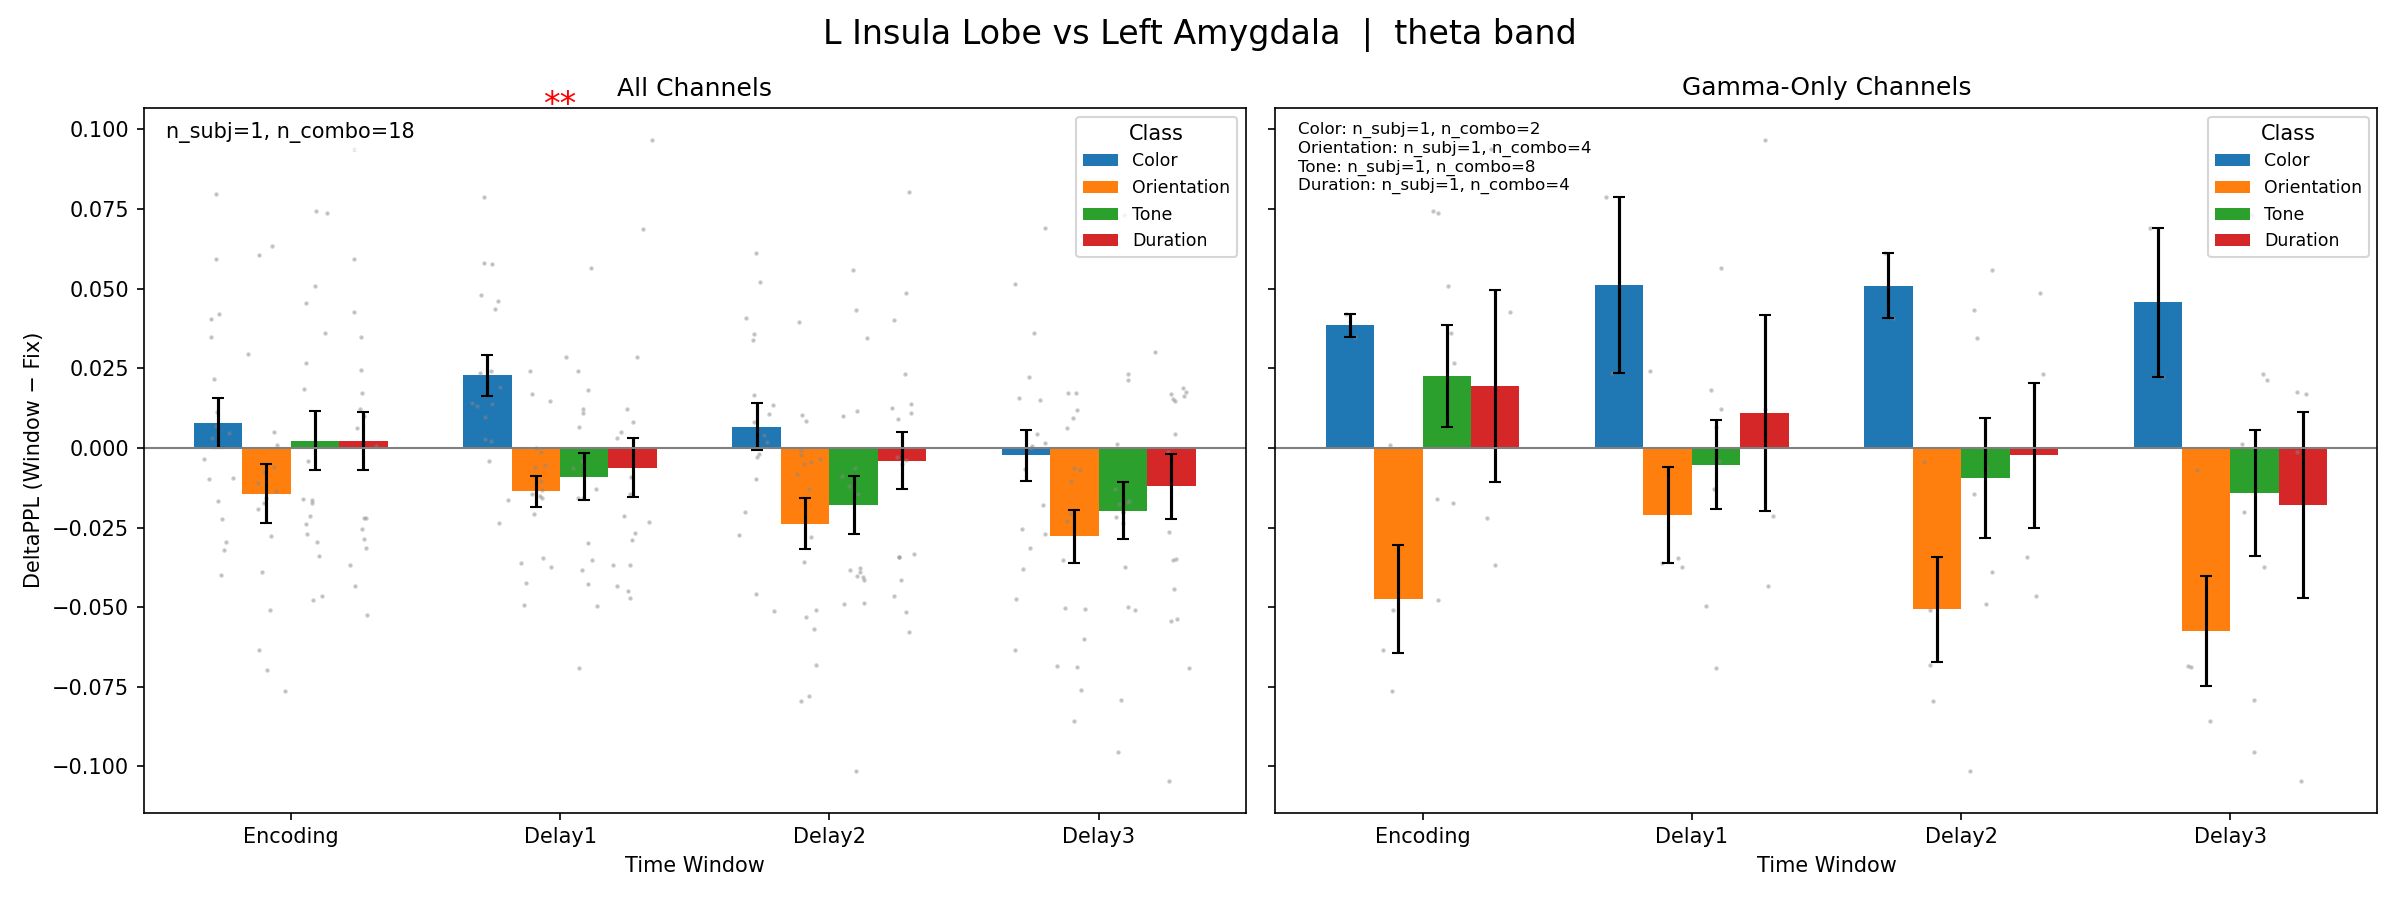 L Insula Lobe vs Left Amygdala | theta band
All Channels
**
n_subj=1, n_combo=18
Class
Color
Orientation
Tone
Duration
0.100
0.075
0.050
0.025
0.000
−0.025
−0.050
−0.075
−0.100
DeltaPPL (Window − Fix)
Encoding Delay1 Delay2 Delay3
Time Window
Gamma-Only Channels
Color: n_subj=1, n_combo=2
Orientation: n_subj=1, n_combo=4
Tone: n_subj=1, n_combo=8
Duration: n_subj=1, n_combo=4
Class
Color
Orientation
Tone
Duration
Encoding Delay1 Delay2 Delay3
Time Window